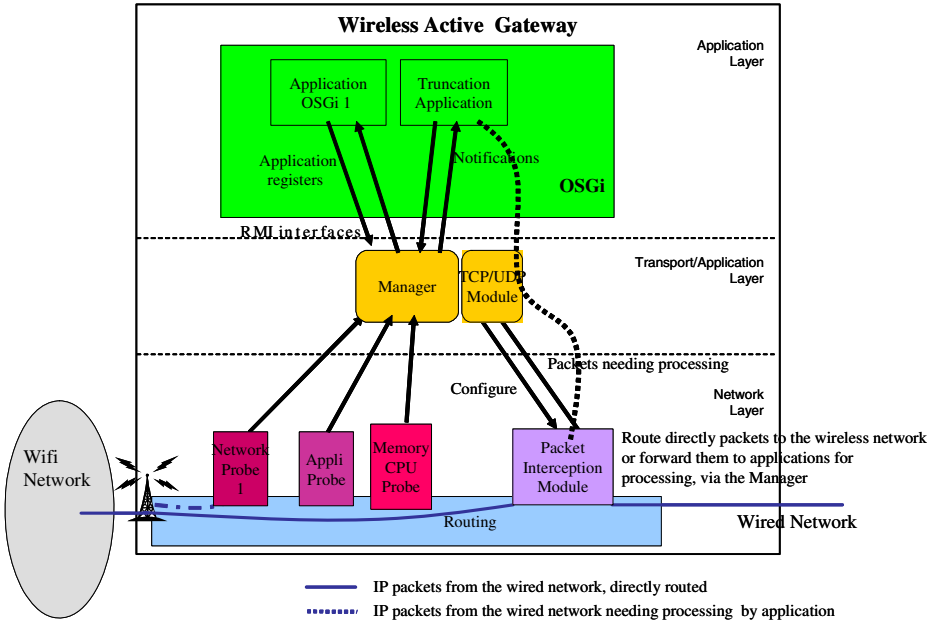 Wireless Active  Gateway
Application
Layer
Application
OSGi 1
Truncation
Application
Application
registers
Notifications
OSGi
RMI interfaces
Transport/Application
Layer
Manager
TCP/UDP
Module
Packets needing processing
Configure
Network
Layer
Wifi
Network
Network
Probe
1
Appli
Probe
Memory
CPU
Probe
Packet
Interception
Module
Route directly packets to the wireless network
or forward them to applications for
processing, via the Manager
Routing
Wired Network
IP packets from the wired network, directly routed
IP packets from the wired network needing processing  by application